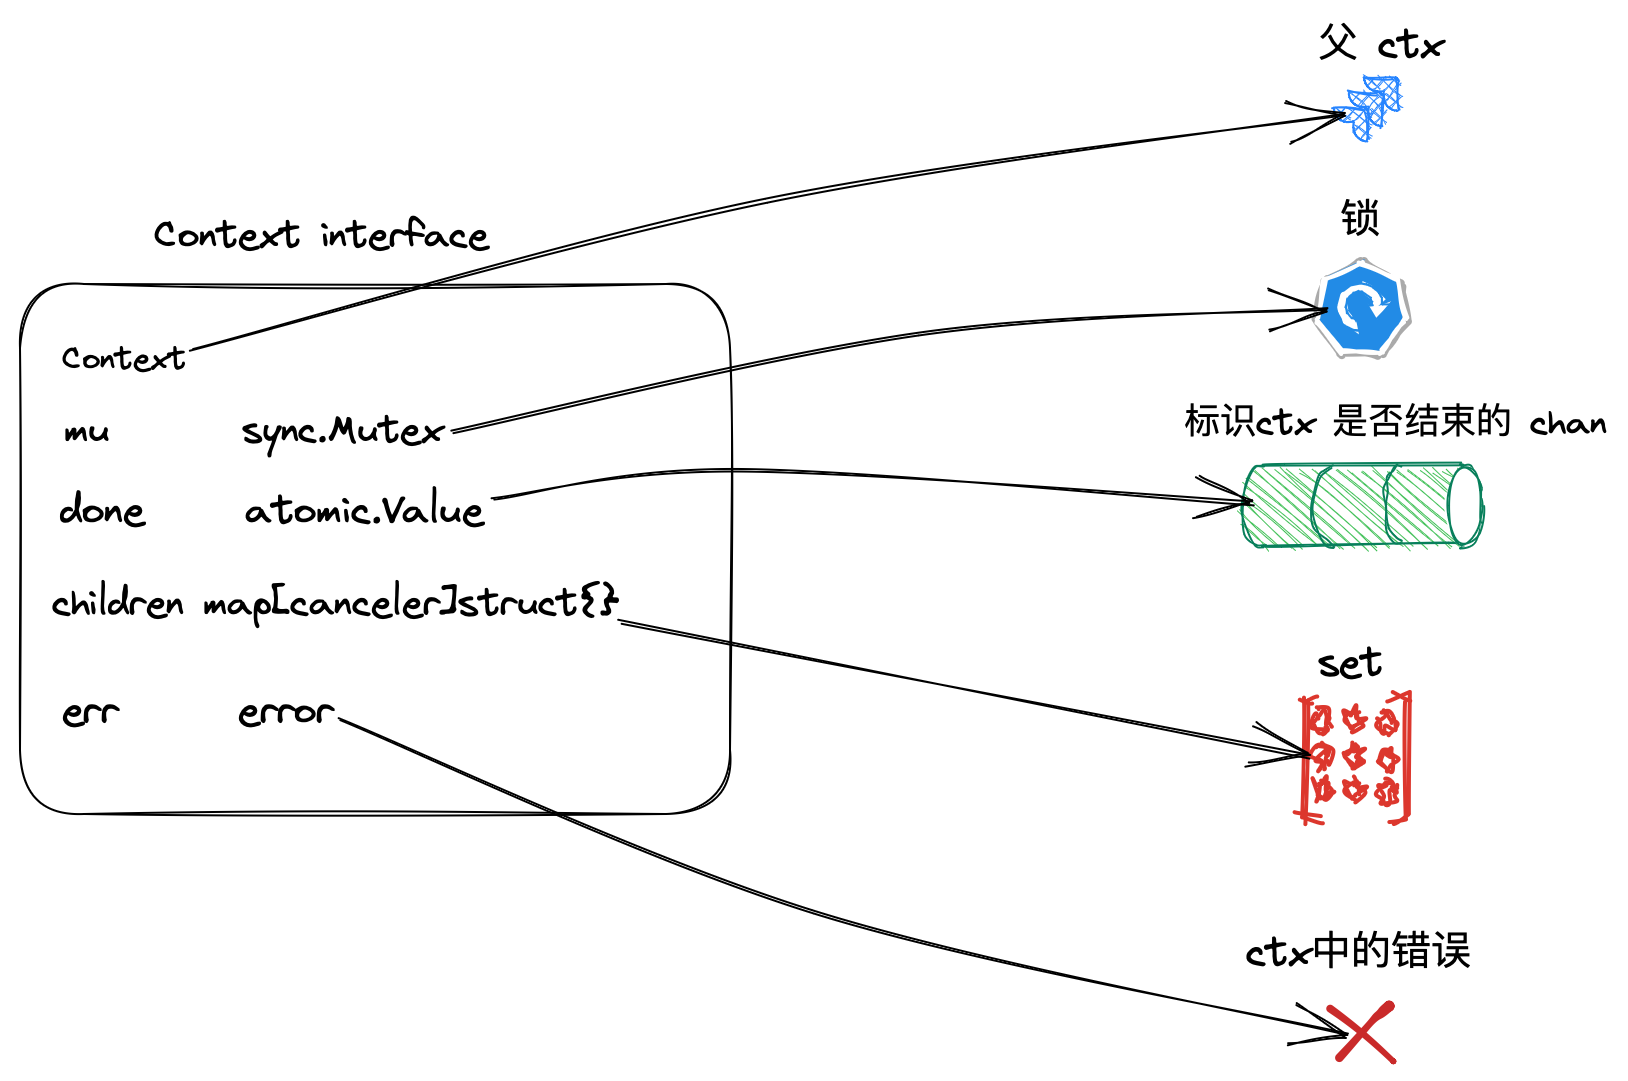 父 ctx
锁
Context interface
Context
mu sync.Mutex
标识ctx 是否结束的 chan
done atomic.Value
children map[canceler]struct{}
set
err error
ctx中的错误